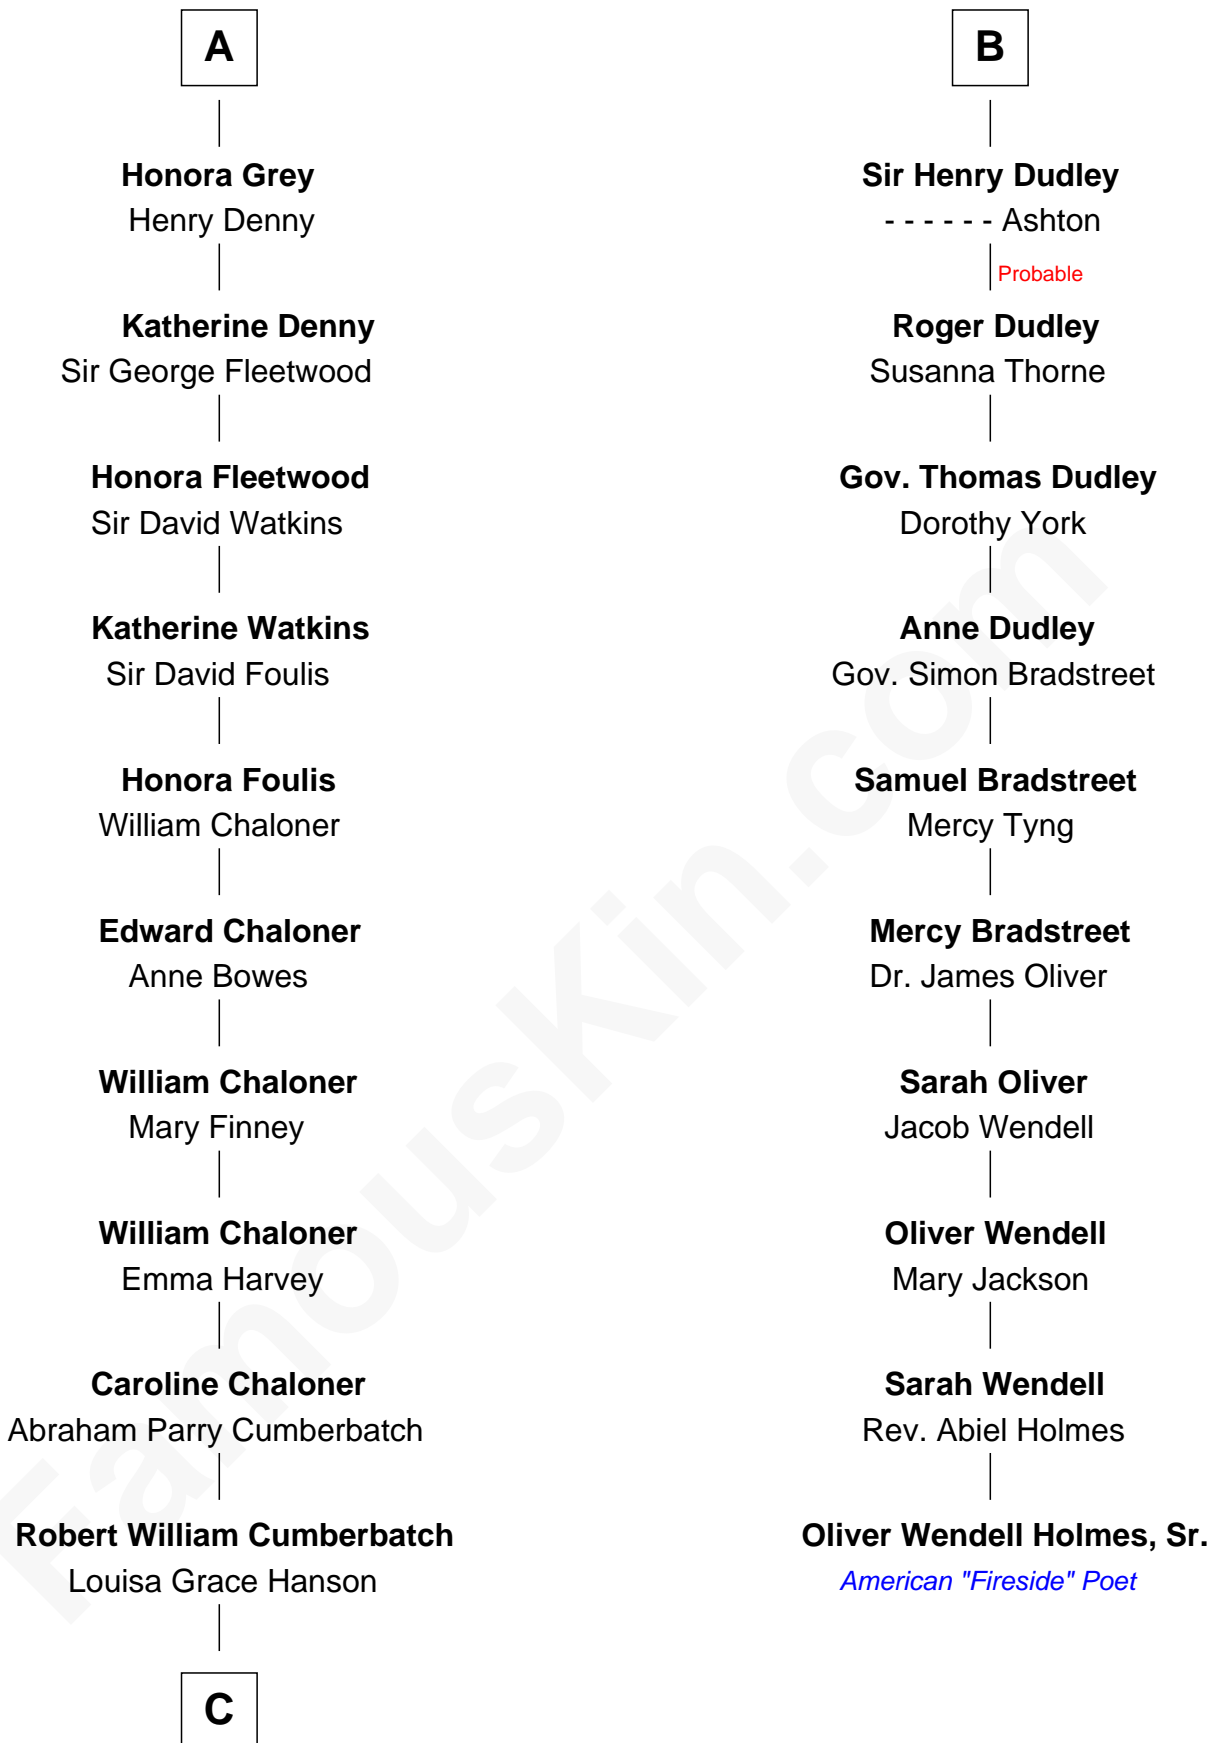 A
Honora Grey
Henry Denny
Katherine Denny
Sir George Fleetwood
Honora Fleetwood
Sir David Watkins
Katherine Watkins
Sir David Foulis
Honora Foulis
William Chaloner
Edward Chaloner
Anne Bowes
William Chaloner
Mary Finney
William Chaloner
Emma Harvey
Caroline Chaloner
Abraham Parry Cumberbatch
Robert William Cumberbatch
Louisa Grace Hanson
C
B
Sir Henry Dudley
- - - - - - Ashton
Probable
Roger Dudley
Susanna Thorne
Gov. Thomas Dudley
Dorothy York
Anne Dudley
Gov. Simon Bradstreet
Samuel Bradstreet
Mercy Tyng
Mercy Bradstreet
Dr. James Oliver
Sarah Oliver
Jacob Wendell
Oliver Wendell
Mary Jackson
Sarah Wendell
Rev. Abiel Holmes
Oliver Wendell Holmes, Sr.
American "Fireside" Poet
FamousKin.com